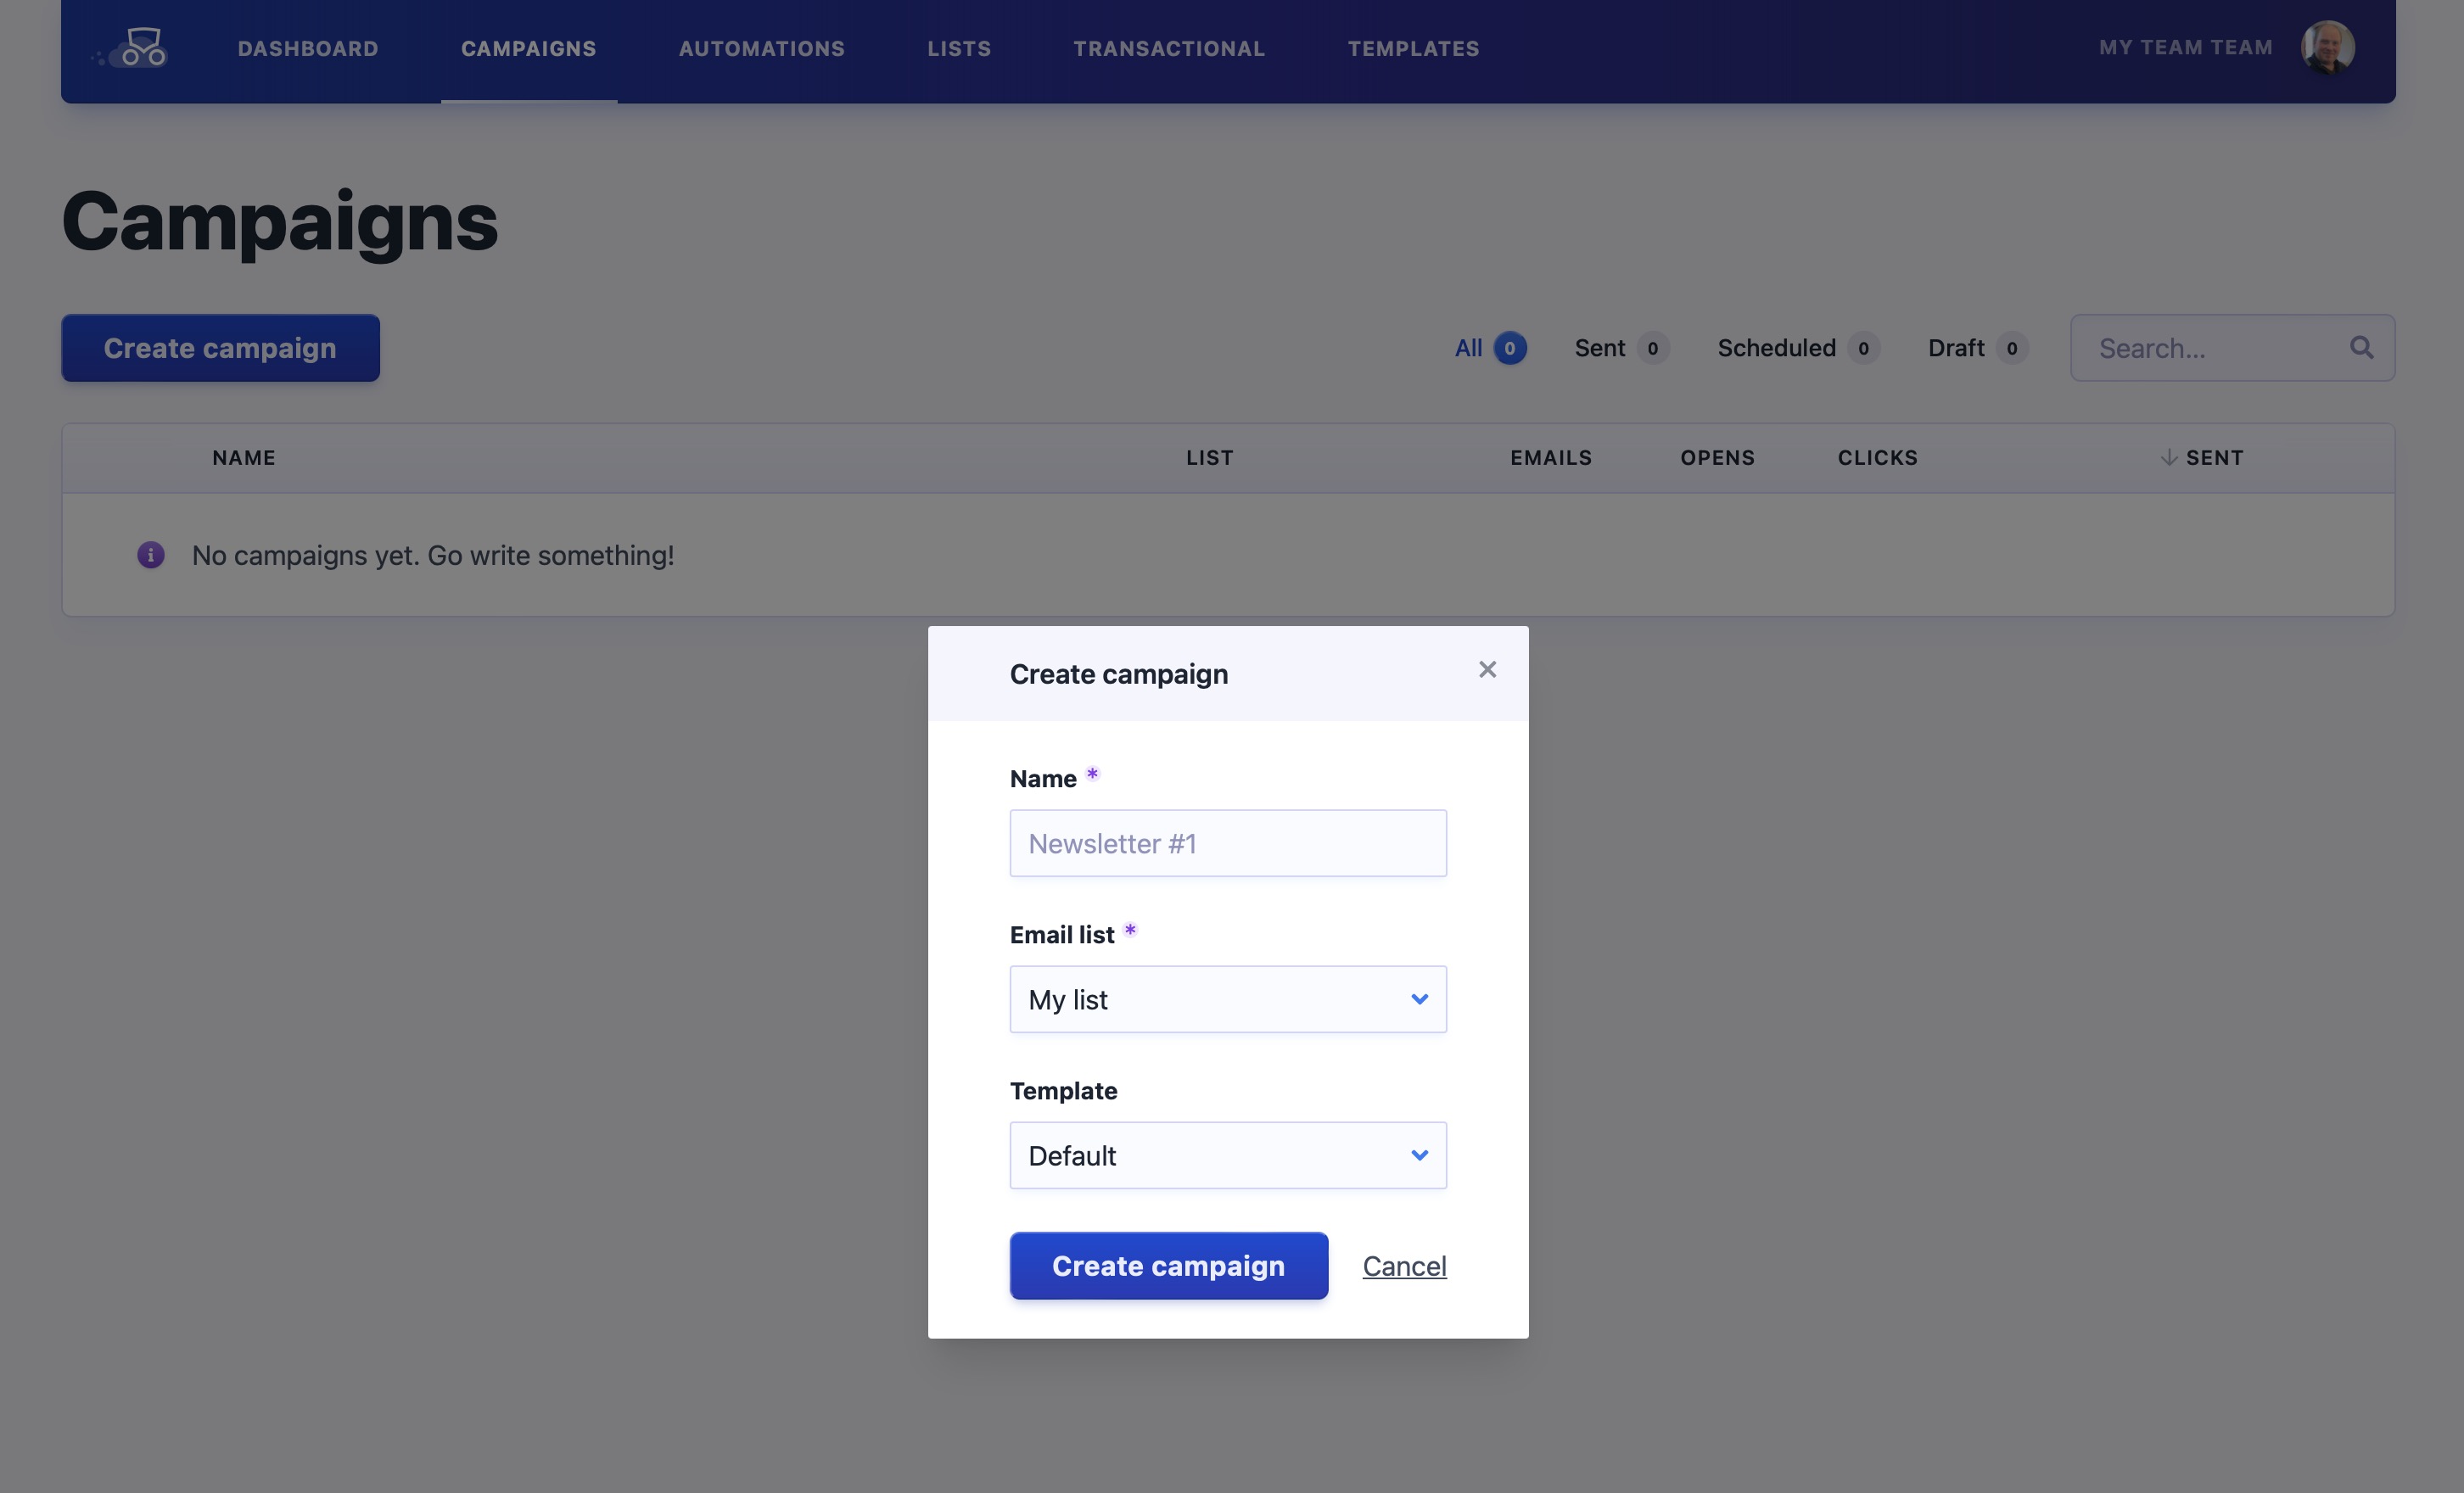 DASHBOARD CAMPAIGNS AUTOMATIONS LISTS TRANSACTIONAL TEMPLATES MY TEAM TEAM
Campaigns
Create campaign All 0 Sent 0 Scheduled 0 Draft 0 Search...
NAME LIST EMAILS OPENS CLICKS SENT
No campaigns yet. Go write something!
Create campaign
Name *
Newsletter #1
Email list *
My list
Template
Default
Create campaign Cancel